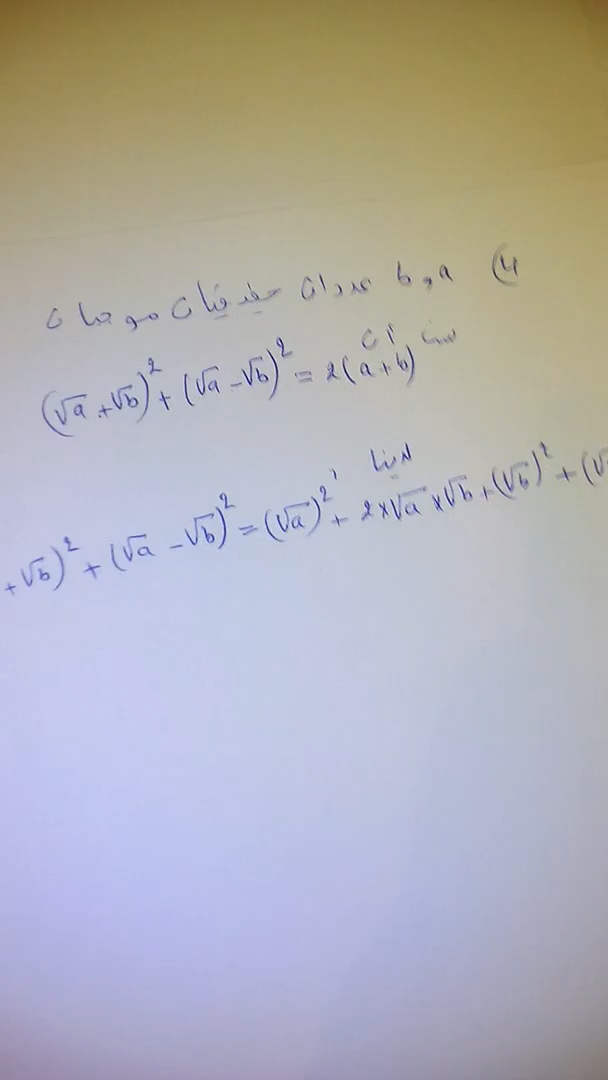 4) a و b عددان حقيقيان موجبان
بين أن
(√a + √b)² + (√a - √b)² = 2(a+b)
لدينا
+ √b)² + (√a - √b)² = (√a)² + 2×√a×√b + (√b)² + (√